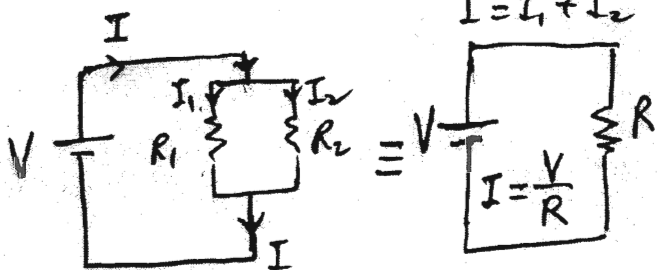 I
I = I₁ + I₂
I₁
I₂
V
R₁
R₂
≡
V
R
I = V/R
I